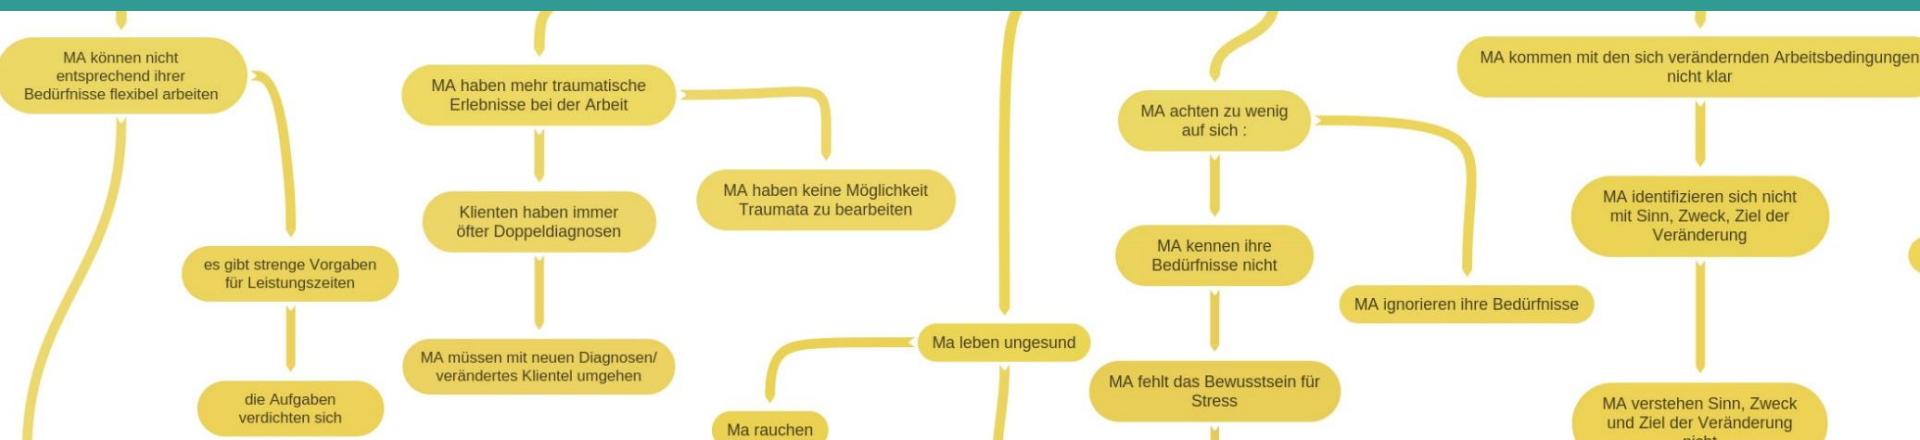 MA können nicht
entsprechend ihrer
Bedürfnisse flexibel arbeiten
es gibt strenge Vorgaben
für Leistungszeiten
die Aufgaben
verdichten sich
MA haben mehr traumatische
Erlebnisse bei der Arbeit
Klienten haben immer
öfter Doppeldiagnosen
MA müssen mit neuen Diagnosen/
verändertes Klientel umgehen
MA haben keine Möglichkeit
Traumata zu bearbeiten
Ma leben ungesund
Ma rauchen
MA achten zu wenig
auf sich :
MA kennen ihre
Bedürfnisse nicht
MA fehlt das Bewusstsein für
Stress
MA ignorieren ihre Bedürfnisse
MA kommen mit den sich verändernden Arbeitsbedingungen
nicht klar
MA identifizieren sich nicht
mit Sinn, Zweck, Ziel der
Veränderung
MA verstehen Sinn, Zweck
und Ziel der Veränderung
nicht